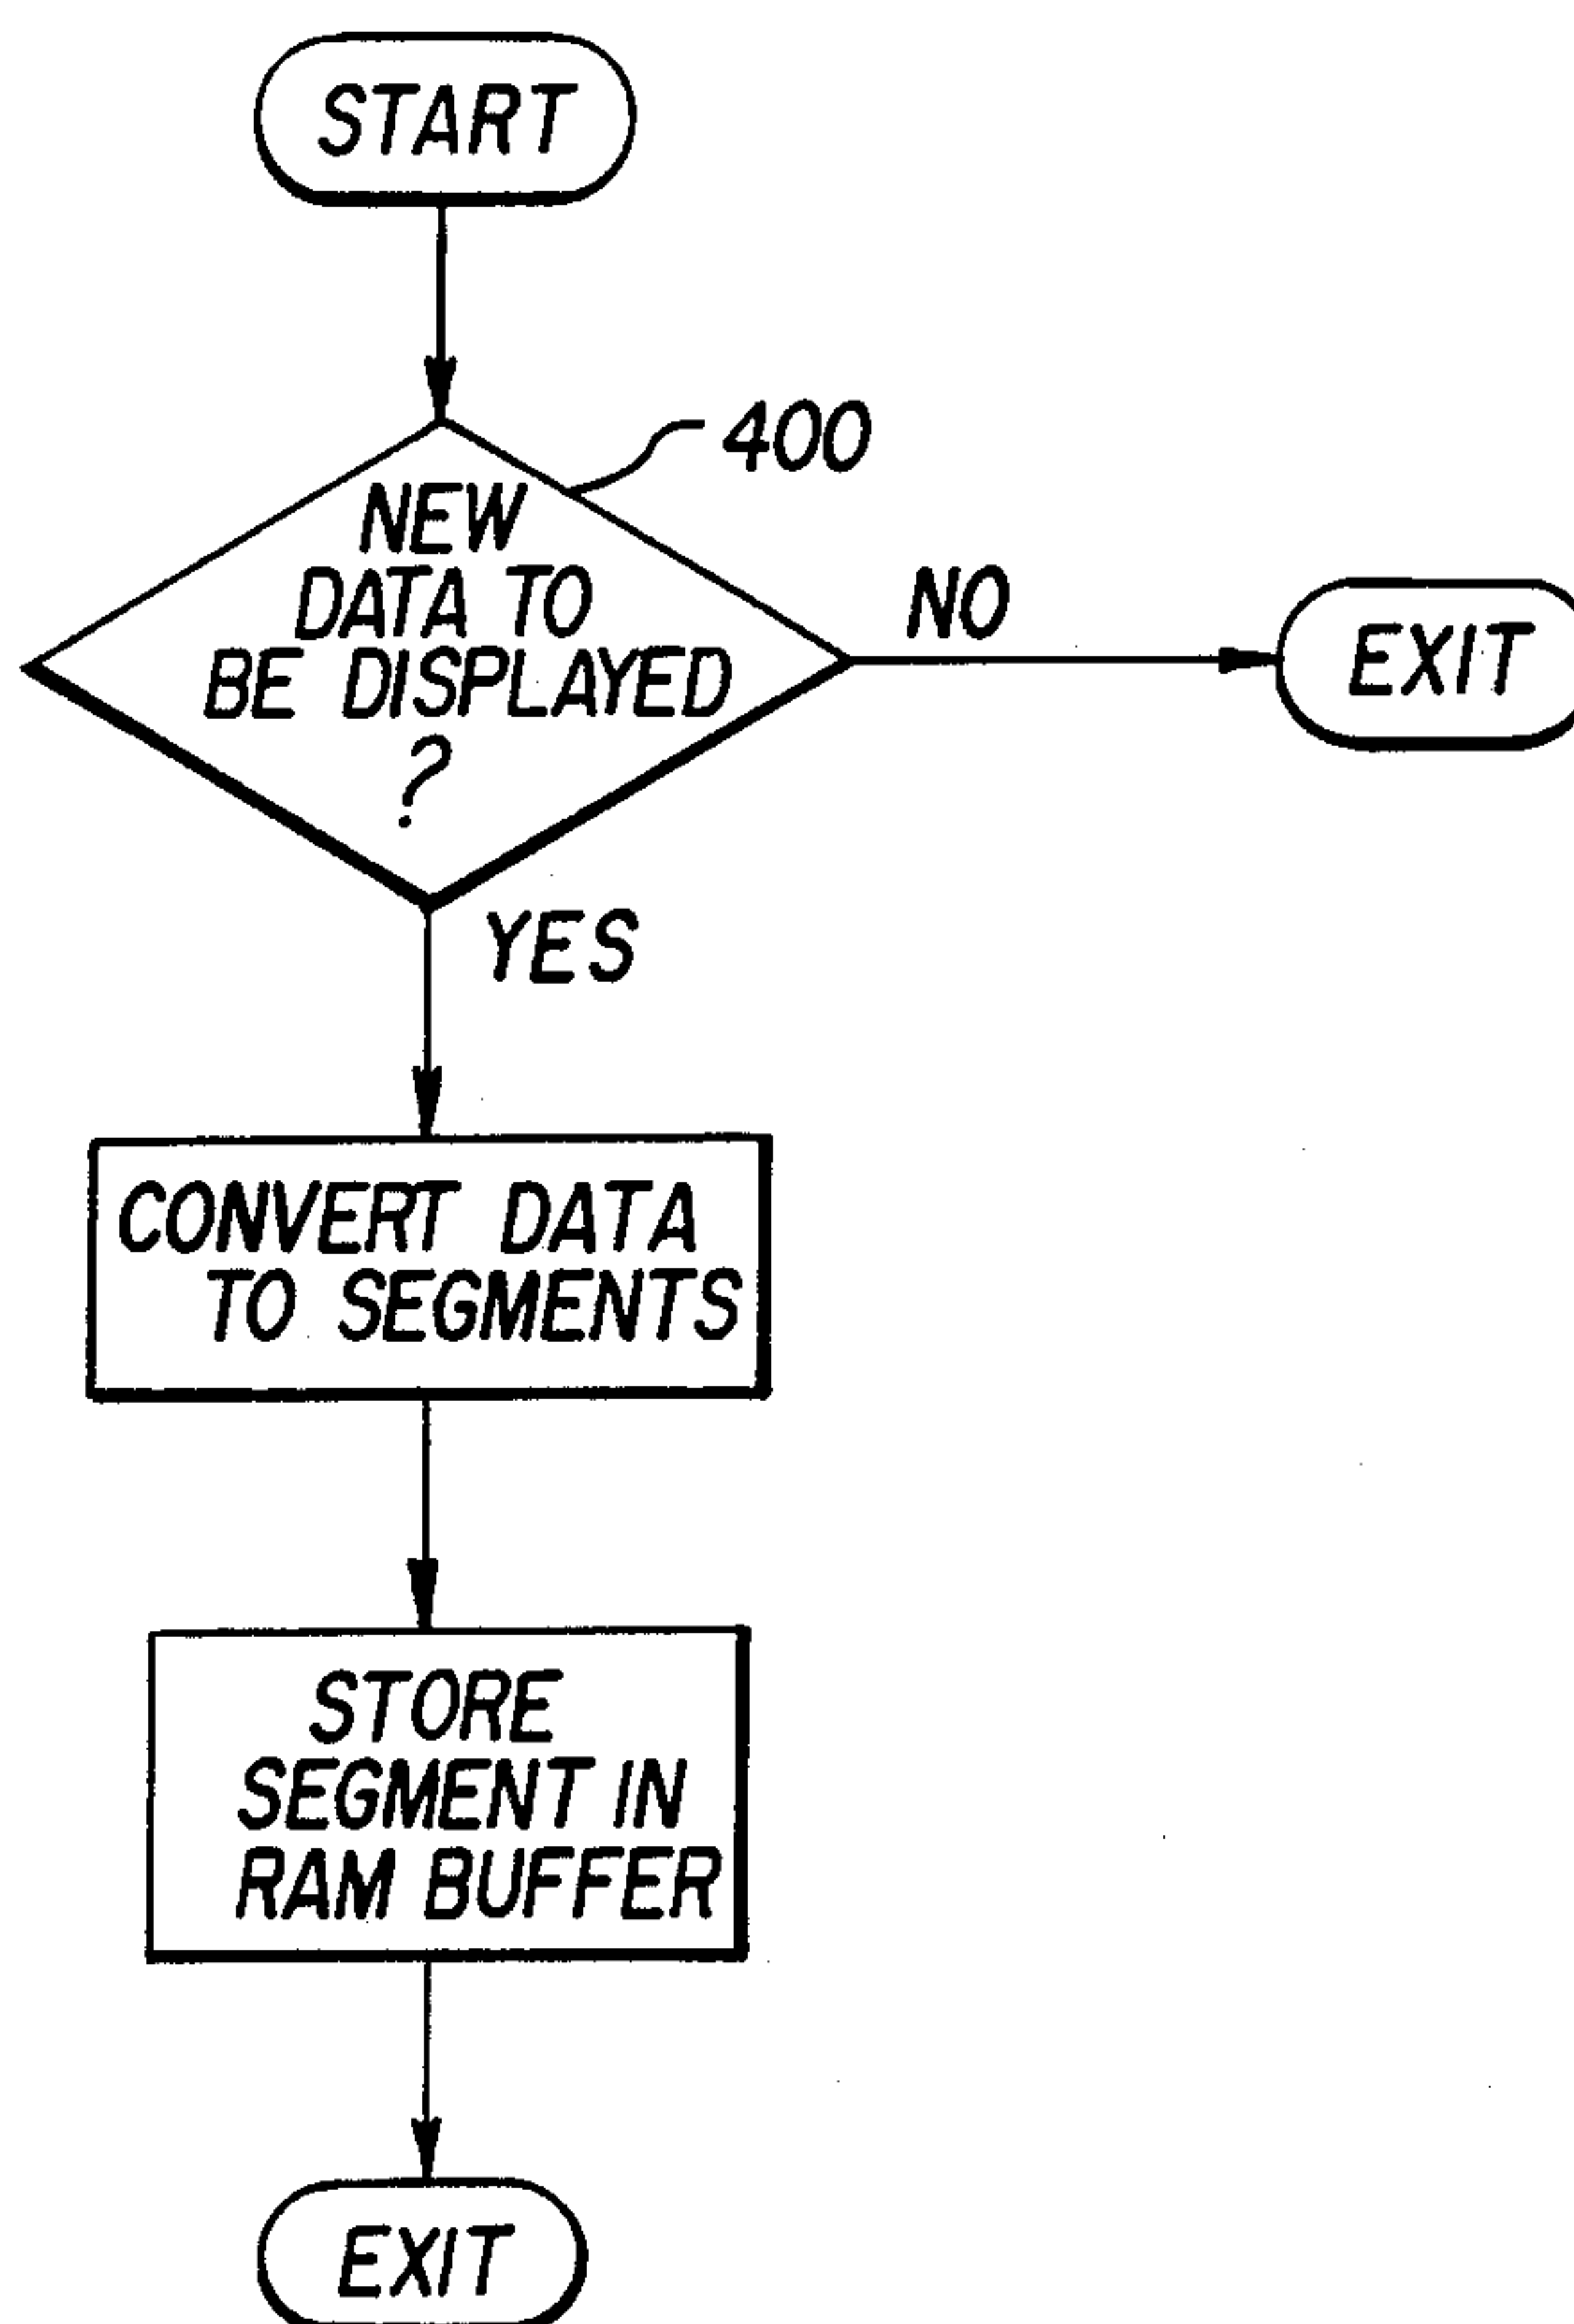 START
400
NEW
DATA TO
BE DISPLAYED
?
NO
EXIT
YES
CONVERT DATA
TO SEGMENTS
STORE
SEGMENT IN
RAM BUFFER
EXIT